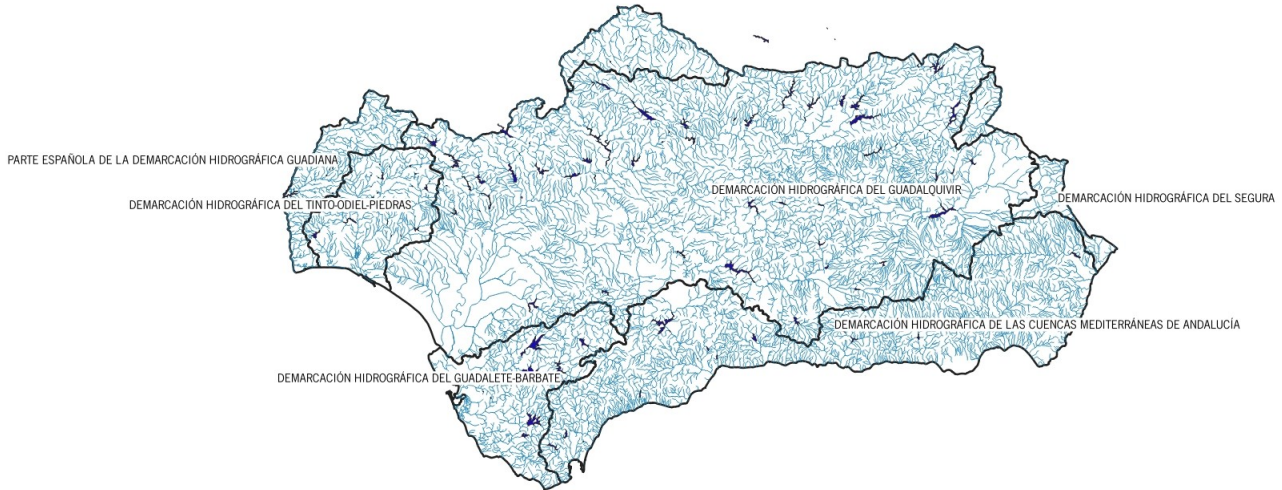 PARTE ESPAÑOLA DE LA DEMARCACIÓN HIDROGRÁFICA GUADIANA
DEMARCACIÓN HIDROGRÁFICA DEL GUADALQUIVIR
DEMARCACIÓN HIDROGRÁFICA DEL SEGURA
DEMARCACIÓN HIDROGRÁFICA DEL TINTO-ODIEL-PIEDRAS
DEMARCACIÓN HIDROGRÁFICA DE LAS CUENCAS MEDITERRÁNEAS DE ANDALUCÍA
DEMARCACIÓN HIDROGRÁFICA DEL GUADALETE-BARBATE